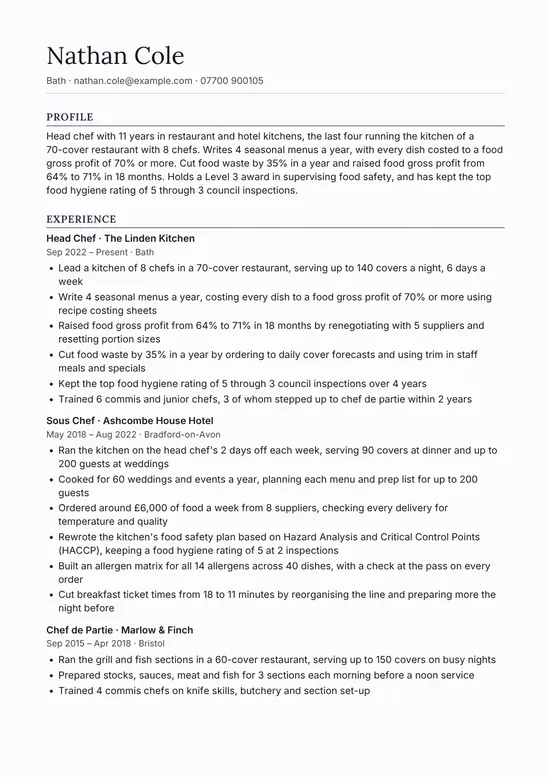 Nathan Cole
Bath · nathan.cole@example.com · 07700 900105
PROFILE
Head chef with 11 years in restaurant and hotel kitchens, the last four running the kitchen of a
70-cover restaurant with 8 chefs. Writes 4 seasonal menus a year, with every dish costed to a food
gross profit of 70% or more. Cut food waste by 35% in a year and raised food gross profit from
64% to 71% in 18 months. Holds a Level 3 award in supervising food safety, and has kept the top
food hygiene rating of 5 through 3 council inspections.
EXPERIENCE
Head Chef · The Linden Kitchen
Sep 2022 – Present · Bath
• Lead a kitchen of 8 chefs in a 70-cover restaurant, serving up to 140 covers a night, 6 days a
week
• Write 4 seasonal menus a year, costing every dish to a food gross profit of 70% or more using
recipe costing sheets
• Raised food gross profit from 64% to 71% in 18 months by renegotiating with 5 suppliers and
resetting portion sizes
• Cut food waste by 35% in a year by ordering to daily cover forecasts and using trim in staff
meals and specials
• Kept the top food hygiene rating of 5 through 3 council inspections over 4 years
• Trained 6 commis and junior chefs, 3 of whom stepped up to chef de partie within 2 years
Sous Chef · Ashcombe House Hotel
May 2018 – Aug 2022 · Bradford-on-Avon
• Ran the kitchen on the head chef's 2 days off each week, serving 90 covers at dinner and up to
200 guests at weddings
• Cooked for 60 weddings and events a year, planning each menu and prep list for up to 200
guests
• Ordered around £6,000 of food a week from 8 suppliers, checking every delivery for
temperature and quality
• Rewrote the kitchen's food safety plan based on Hazard Analysis and Critical Control Points
(HACCP), keeping a food hygiene rating of 5 at 2 inspections
• Built an allergen matrix for all 14 allergens across 40 dishes, with a check at the pass on every
order
• Cut breakfast ticket times from 18 to 11 minutes by reorganising the line and preparing more the
night before
Chef de Partie · Marlow & Finch
Sep 2015 – Apr 2018 · Bristol
• Ran the grill and fish sections in a 60-cover restaurant, serving up to 150 covers on busy nights
• Prepared stocks, sauces, meat and fish for 3 sections each morning before a noon service
• Trained 4 commis chefs on knife skills, butchery and section set-up